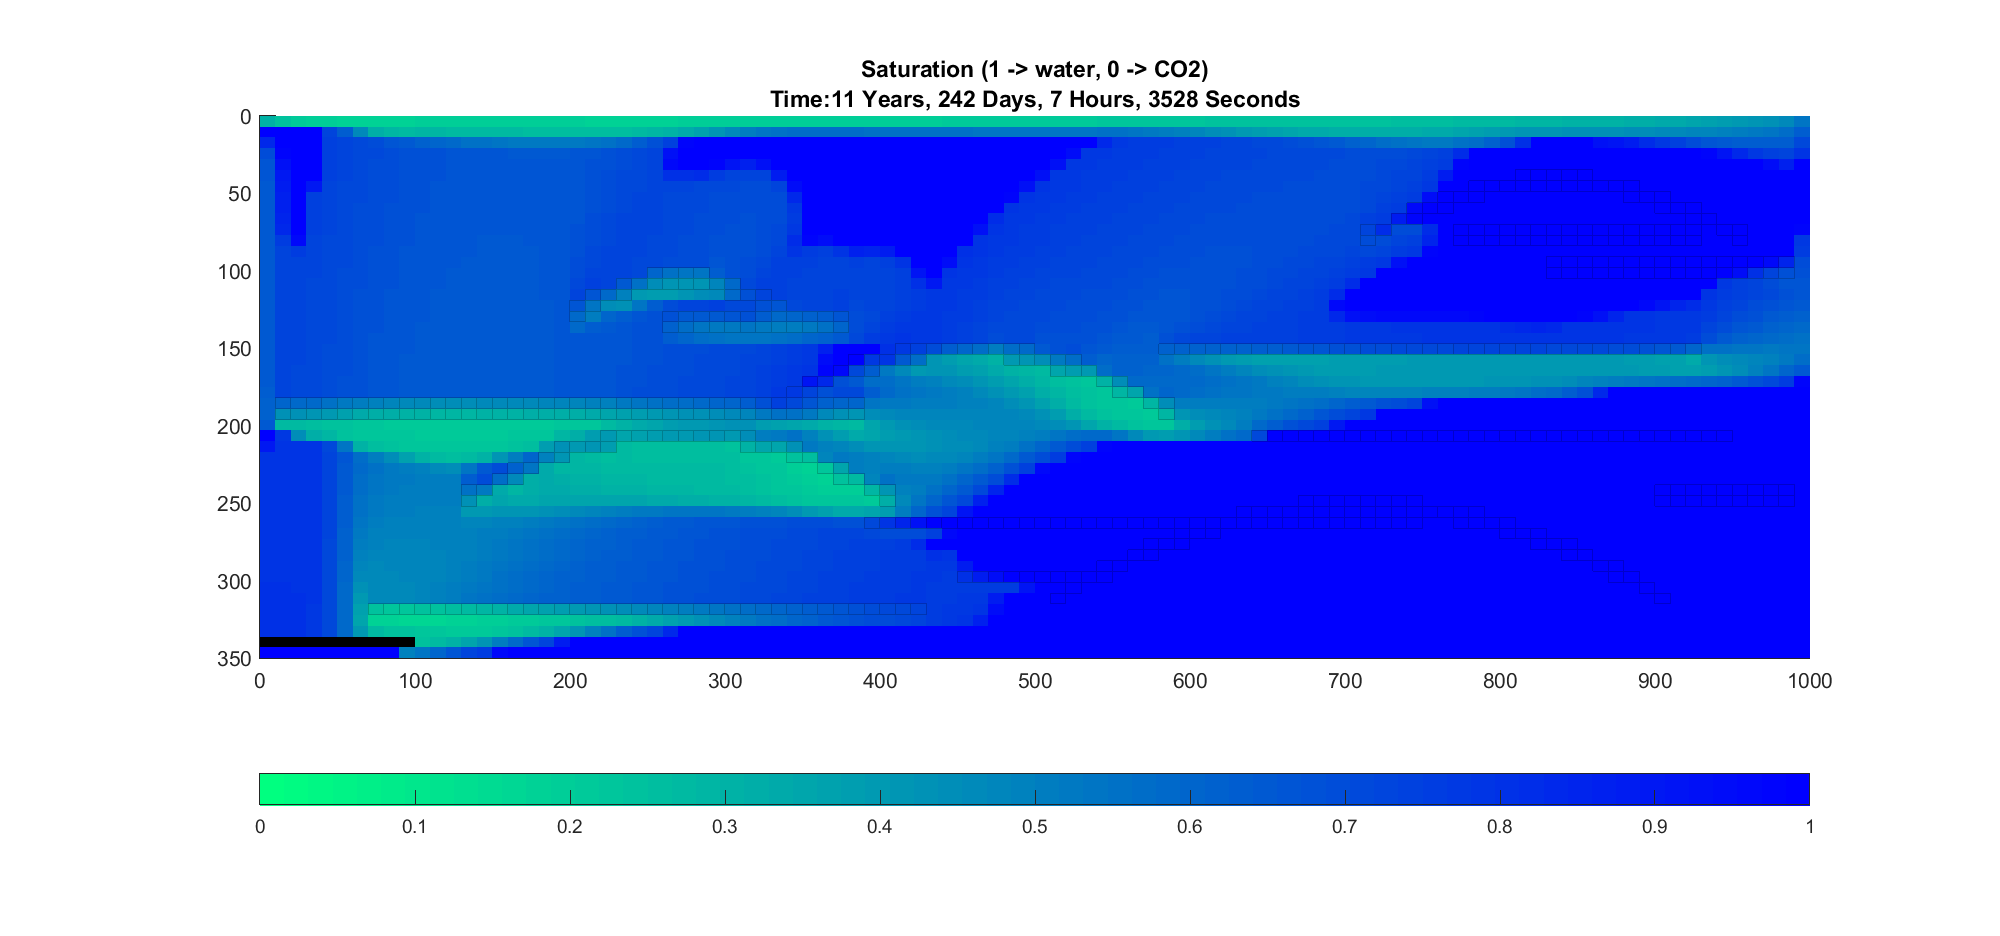 Saturation (1 -> water, 0 -> CO2)
Time:11 Years, 242 Days, 7 Hours, 3528 Seconds
0
50
100
150
200
250
300
350
0 100 200 300 400 500 600 700 800 900 1000
0 0.1 0.2 0.3 0.4 0.5 0.6 0.7 0.8 0.9 1